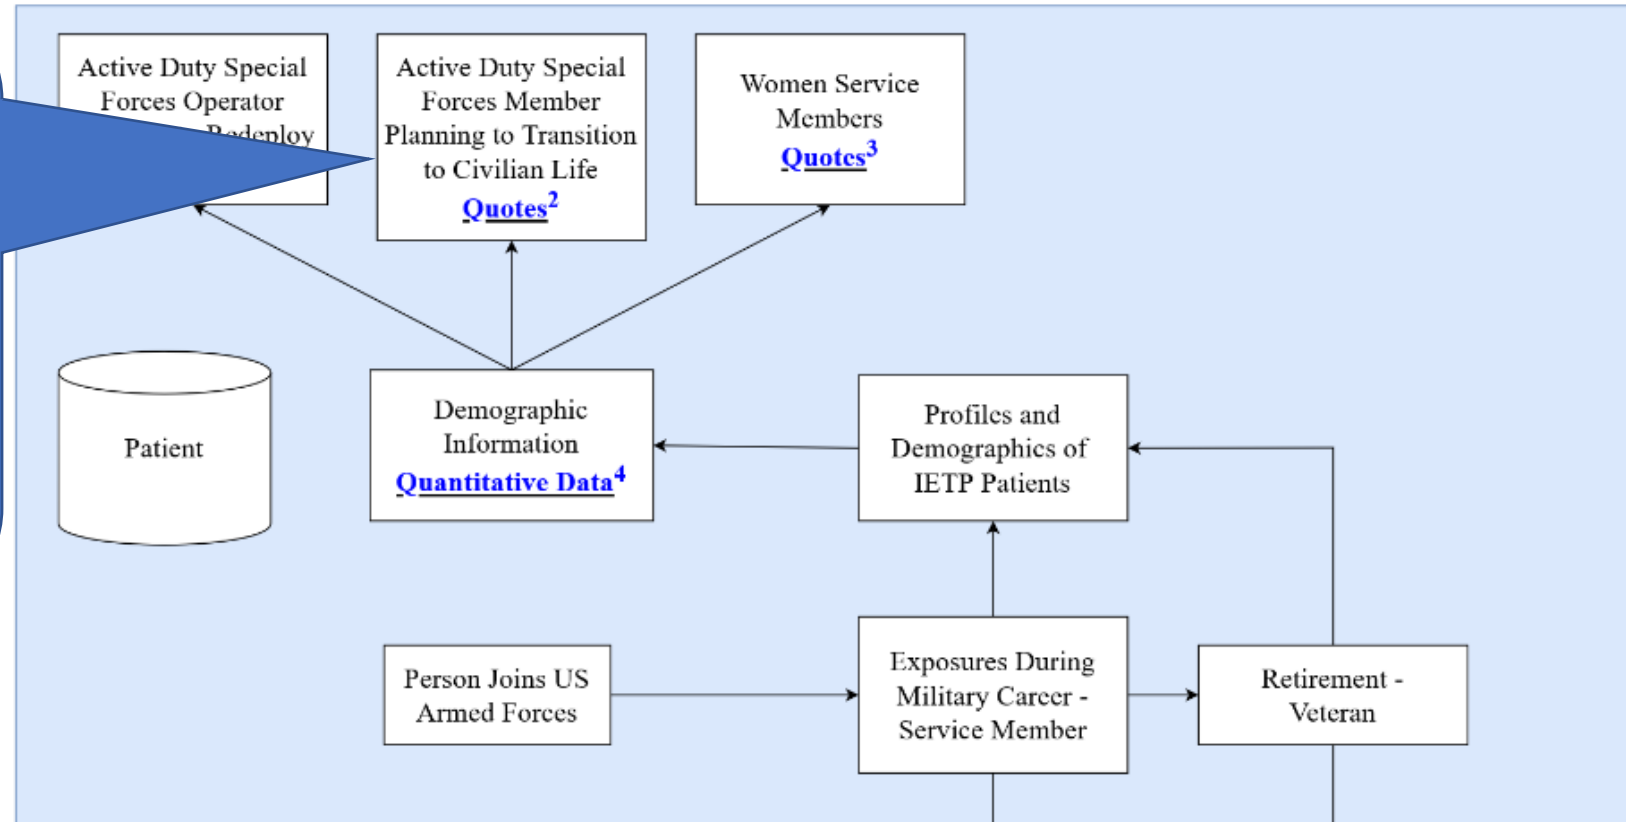 Active Duty Special
Forces Operator
Redeploy
Active Duty Special
Forces Member
Planning to Transition
to Civilian Life
Quotes2
Women Service
Members
Quotes3
Patient
Demographic
Information
Quantitative Data4
Profiles and
Demographics of
IETP Patients
Person Joins US
Armed Forces
Exposures During
Military Career -
Service Member
Retirement -
Veteran